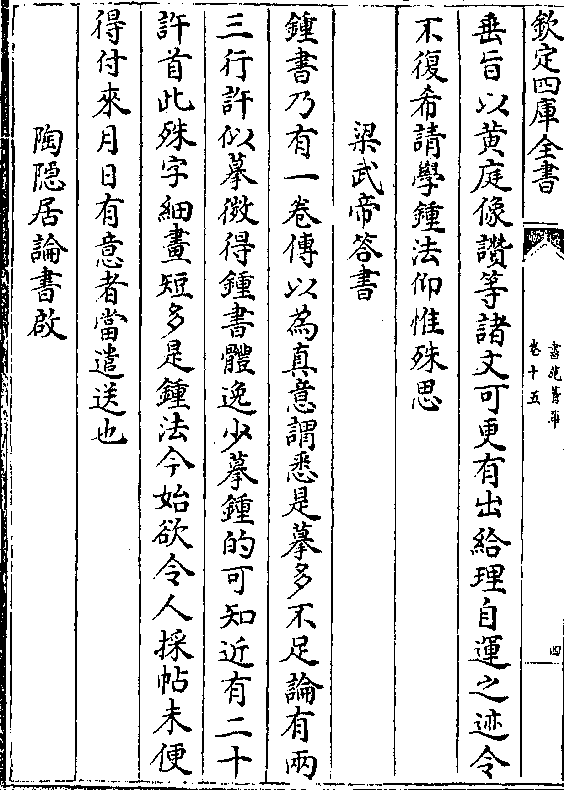 欽定四庫全書
書苑菁華
卷十五
四
垂旨以黄庭像讚等諸文可更有出給理自運之迹令
不復希請學鍾法仰惟殊思
梁武帝答書
鍾書乃有一卷傳以為真意謂悉是摹多不足論有兩
三行許似摹微得鍾書體逸少摹鍾的可知近有二十
許首此殊字細畫短多是鍾法今始欲令人採帖未便
得付來月日有意者當遣送也
陶隱居論書啟